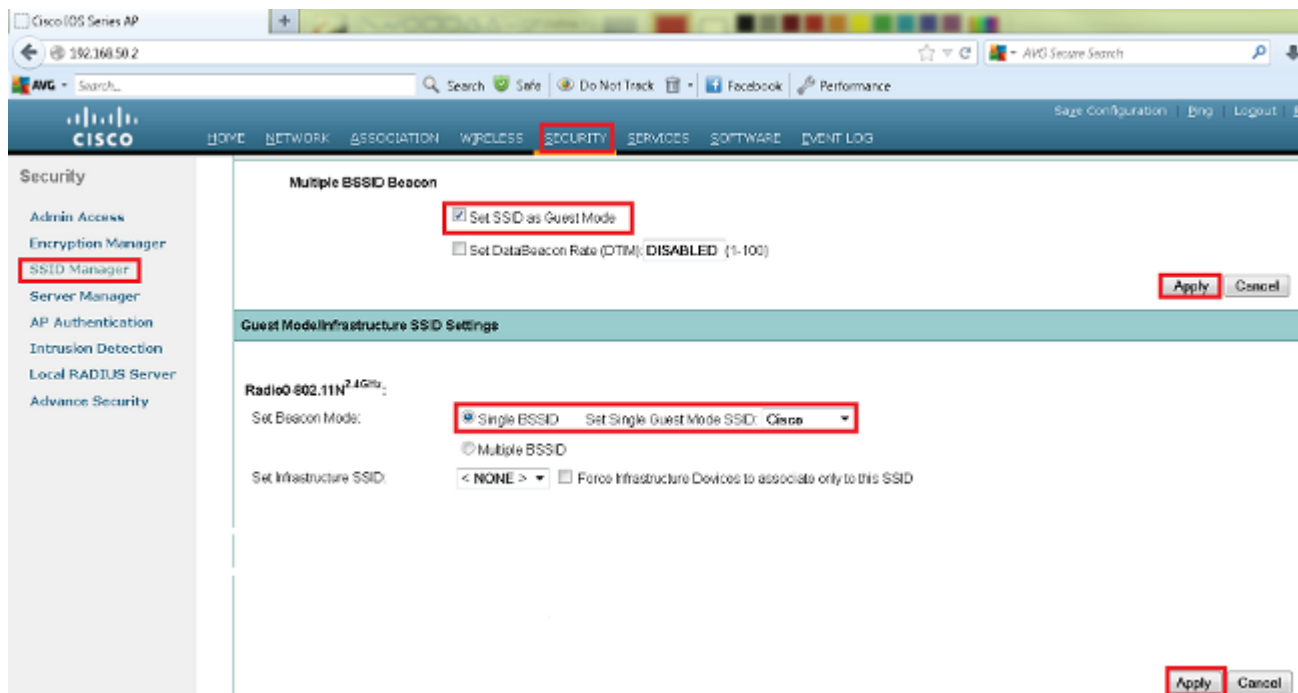 Cisco IOS Series AP
192.168.50.2
AVG Secure Search
AVG Search... Search Safe Do Not Track Facebook Performance
Save Configuration Ping Logout
CISCO
HOME NETWORK ASSOCIATION WIRELESS SECURITY SERVICES SOFTWARE EVENT LOG
Security
Admin Access
Encryption Manager
SSID Manager
Server Manager
AP Authentication
Intrusion Detection
Local RADIUS Server
Advance Security
Multiple BSSID Beacon
Set SSID as Guest Mode
Set DataBeacon Rate (DTIM): DISABLED (1-100)
Apply Cancel
Guest Mode/Infrastructure SSID Settings
Radio0-802.11N2.4GHz:
Set Beacon Mode:
Single BSSID Set Single Guest Mode SSID: Cisco
Multiple BSSID
Set Infrastructure SSID:
< NONE > Force Infrastructure Devices to associate only to this SSID
Apply Cancel